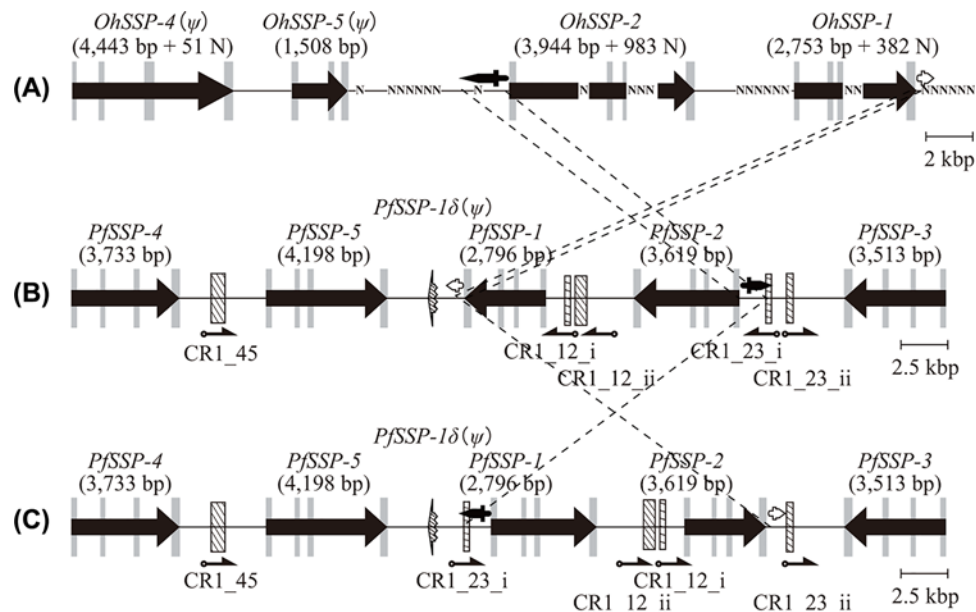 OhSSP-4 (ψ) OhSSP-5 (ψ) OhSSP-2 OhSSP-1
(4,443 bp + 51 N) (1,508 bp) (3,944 bp + 983 N) (2,753 bp + 382 N)
(A) N NNNNNN N N NNN NNNNNN NN NNNNNN
2 kbp
PfSSP-1δ(ψ)
PfSSP-4 PfSSP-5 PfSSP-1 PfSSP-2 PfSSP-3
(3,733 bp) (4,198 bp) (2,796 bp) (3,619 bp) (3,513 bp)
(B)
CR1_45 CR1_12_i CR1_23_i
CR1_12_ii CR1_23_ii
2.5 kbp
PfSSP-1δ(ψ)
PfSSP-4 PfSSP-5 PfSSP-1 PfSSP-2 PfSSP-3
(3,733 bp) (4,198 bp) (2,796 bp) (3,619 bp) (3,513 bp)
(C)
CR1_45 CR1_23_i CR1_12_i
CR1_12_ii CR1_23_ii
2.5 kbp